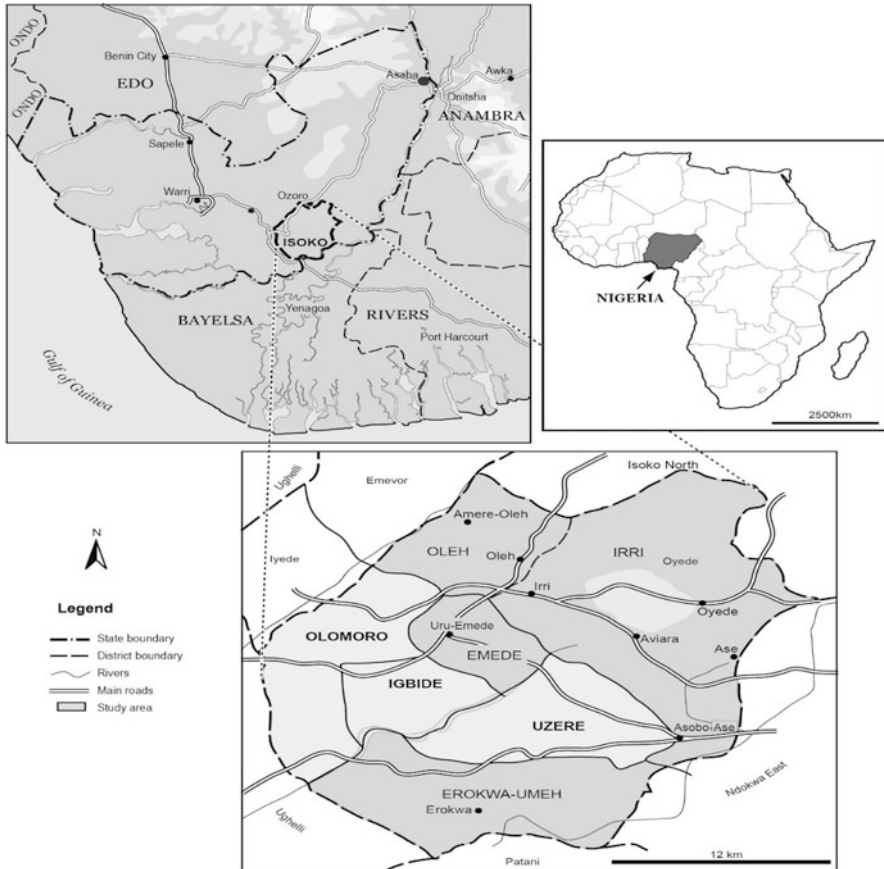 ONDO
Benin City
EDO
ONDO
Asaba
Awka
Onitsha
ANAMBRA
Sapele
Warri
Ozoro
ISOKO
BAYELSA
Yenagoa
RIVERS
Port Harcourt
Gulf of Guinea
NIGERIA
2500km
Isoko North
Ughelli
Emevor
Amere-Oleh
OLEH
Oleh
IRRI
Iyede
Oyede
Irri
Oyede
OLOMORO
Uru-Emede
Aviara
EMEDE
Ase
IGBIDE
UZERE
Asobo-Ase
Ndokwa East
EROKWA-UMEH
Erokwa
Ughelli
Patani
12 km
N
Legend
State boundary
District boundary
Rivers
Main roads
Study area